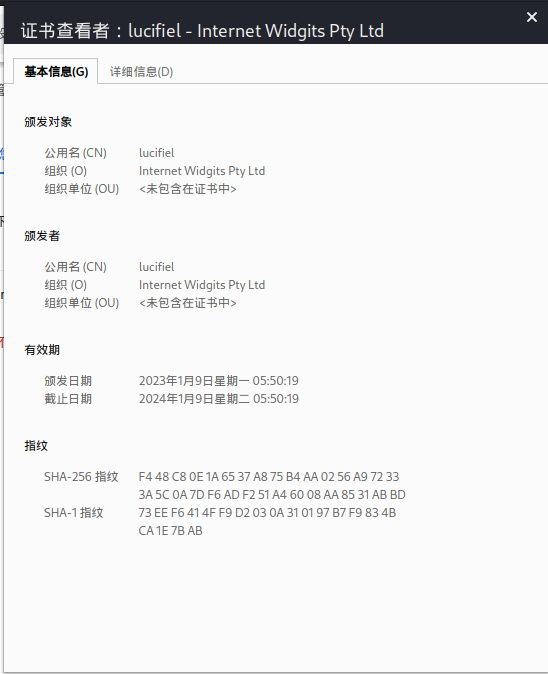 证书查看者：lucifiel - Internet Widgits Pty Ltd
基本信息(G) 详细信息(D)
颁发对象
公用名 (CN) lucifiel
组织 (O) Internet Widgits Pty Ltd
组织单位 (OU) <未包含在证书中>
颁发者
公用名 (CN) lucifiel
组织 (O) Internet Widgits Pty Ltd
组织单位 (OU) <未包含在证书中>
有效期
颁发日期 2023年1月9日星期一 05:50:19
截止日期 2024年1月9日星期二 05:50:19
指纹
SHA-256 指纹 F4 48 C8 0E 1A 65 37 A8 75 B4 AA 02 56 A9 72 33
3A 5C 0A 7D F6 AD F2 51 A4 60 08 AA 85 31 AB BD
SHA-1 指纹 73 EE F6 41 4F F9 D2 03 0A 31 01 97 B7 F9 83 4B
CA 1E 7B AB